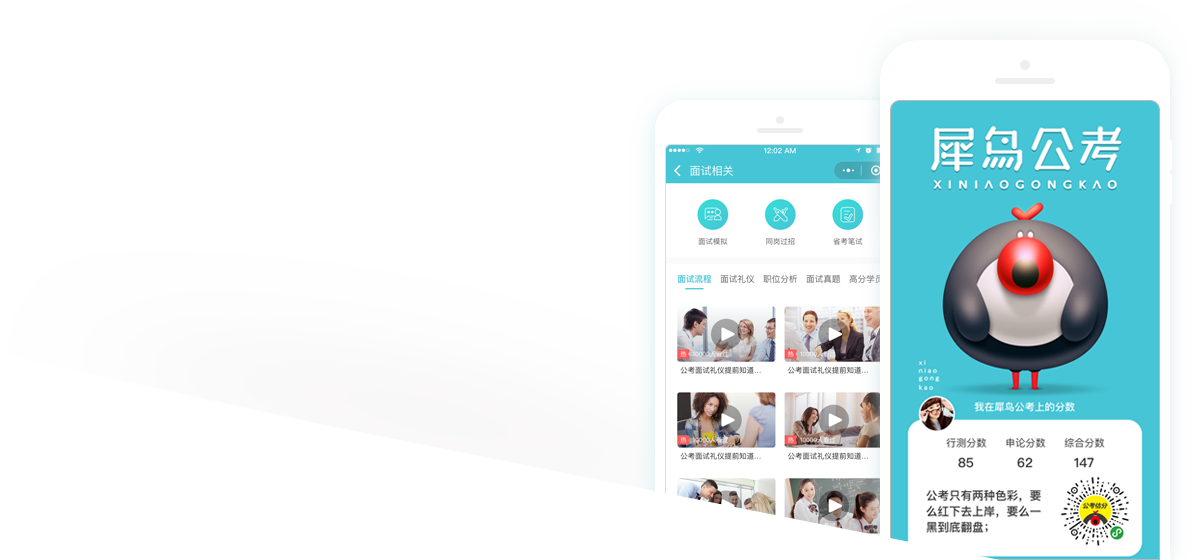 12:02 AM
面试相关
面试模拟 同岗过招 省考笔试
面试流程 面试礼仪 职位分析 面试真题 高分学员
热 10000人看过
热 10000人看过
公考面试礼仪提前知道... 公考面试礼仪提前知道...
热 10000人看过
热 10000人看过
公考面试礼仪提前知道... 公考面试礼仪提前知道...
犀鸟公考
XINIAOGONGKAO
xi
niao
gong
kao
我在犀鸟公考上的分数
行测分数 申论分数 综合分数
85 62 147
公考只有两种色彩，要
么红下去上岸，要么一
黑到底翻盘；
公考估分